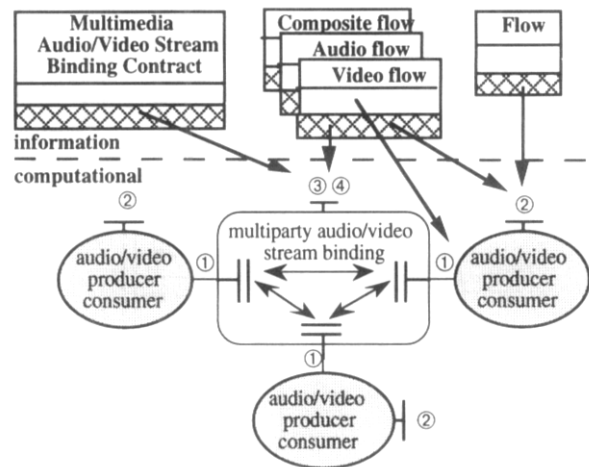 Multimedia
Audio/Video Stream
Binding Contract
Composite flow
Audio flow
Video flow
Flow
information
computational
③ ④
②
②
multiparty audio/video
stream binding
audio/video
producer
consumer
①
①
audio/video
producer
consumer
①
audio/video
producer
consumer
②